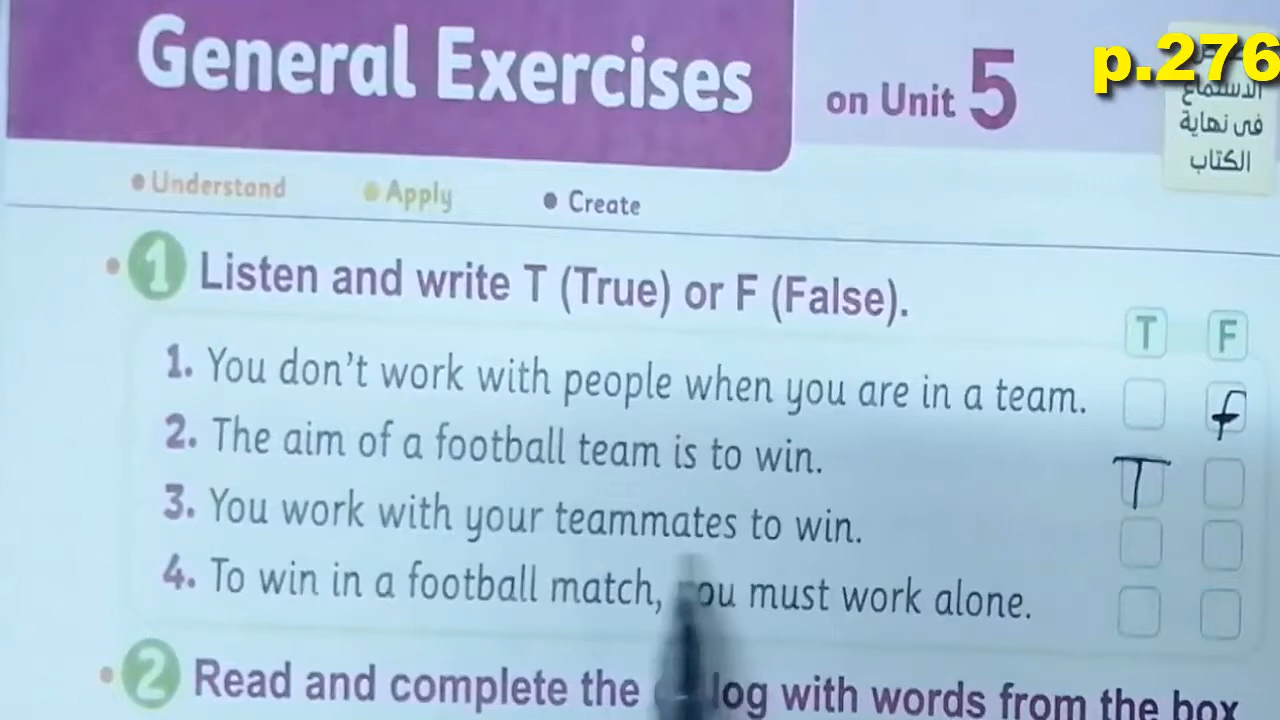 General Exercises on Unit 5
p.276
الاستماع
فى نهاية
الكتاب
Understand Apply Create
1 Listen and write T (True) or F (False).
T F
1. You don't work with people when you are in a team. f
2. The aim of a football team is to win. T
3. You work with your teammates to win.
4. To win in a football match, you must work alone.
2 Read and complete the with words from the box